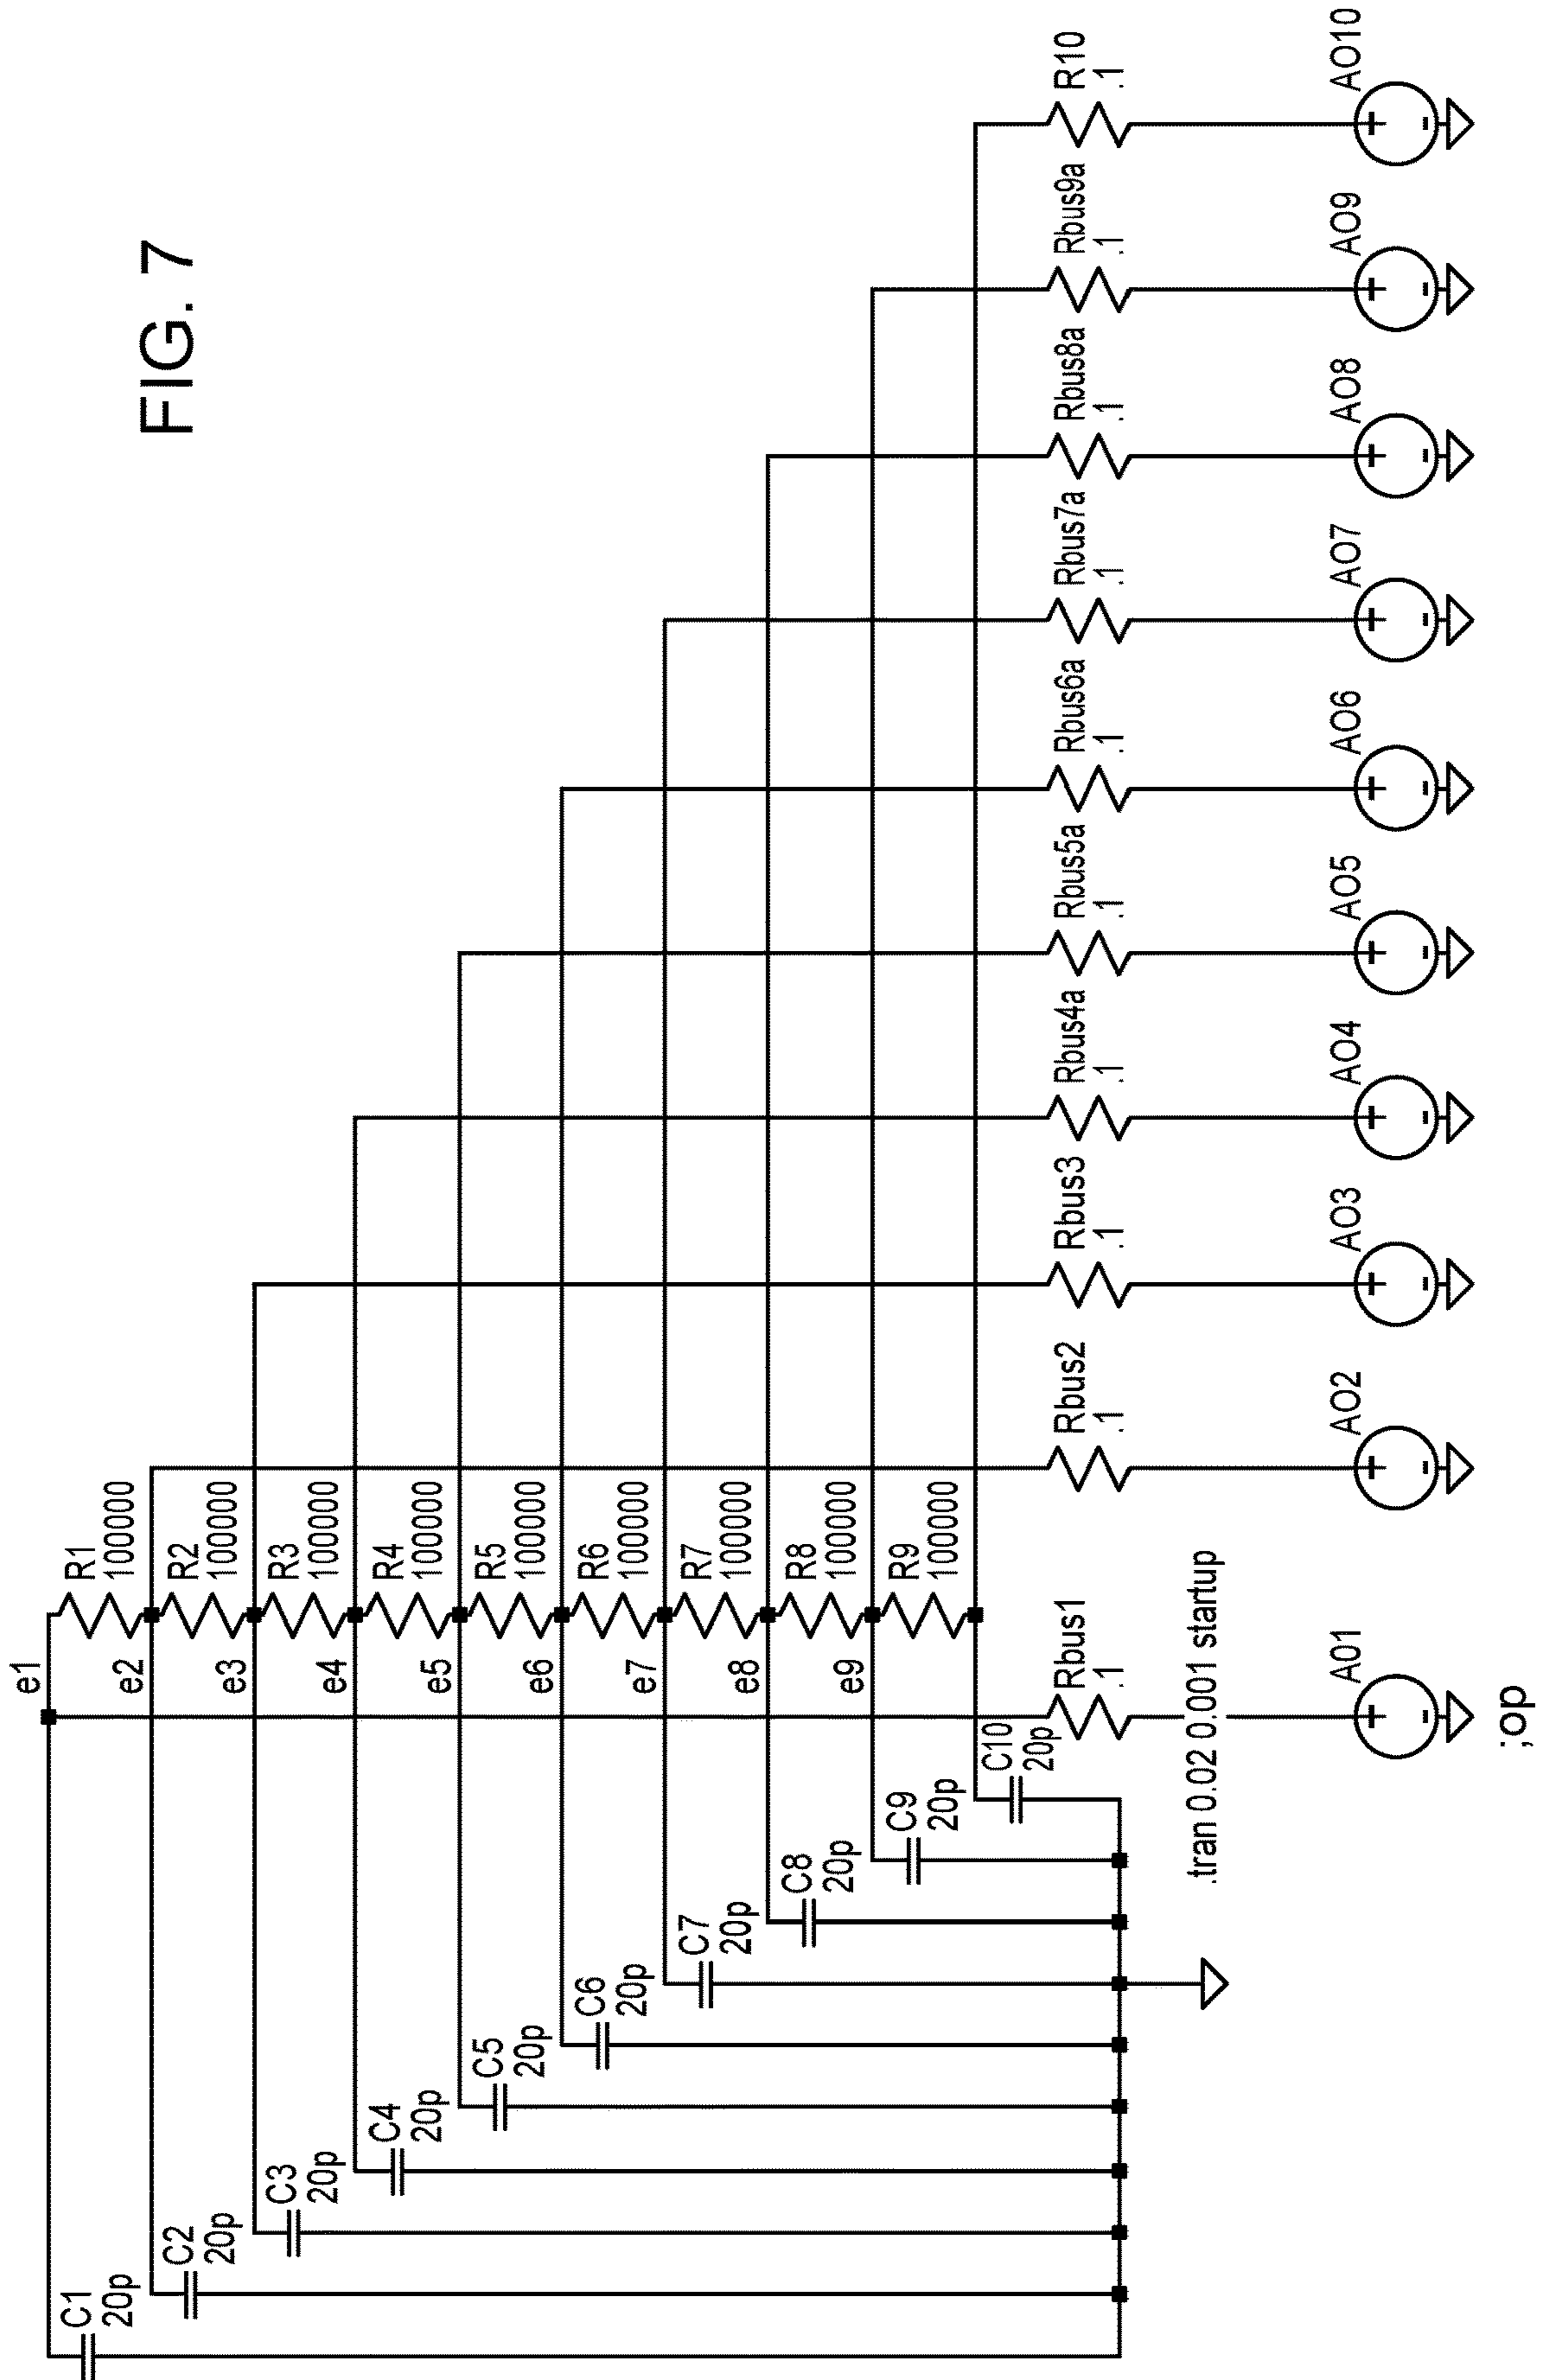 FIG. 7
e1
R1
100000
e2
R2
100000
e3
R3
100000
e4
R4
100000
e5
R5
100000
e6
R6
100000
e7
R7
100000
e8
R8
100000
e9
R9
100000
C1
20p
C2
20p
C3
20p
C4
20p
C5
20p
C6
20p
C7
20p
C8
20p
C9
20p
C10
20p
Rbus1
.1
Rbus2
.1
Rbus3
.1
Rbus4a
.1
Rbus5a
.1
Rbus6a
.1
Rbus7a
.1
Rbus8a
.1
Rbus9a
.1
R10
.1
.tran 0.02 0.001 startup
A01
+
-
AO2
+
-
AO3
+
-
AO4
+
-
AO5
+
-
AO6
+
-
AO7
+
-
AO8
+
-
AO9
+
-
AO10
+
-
;op